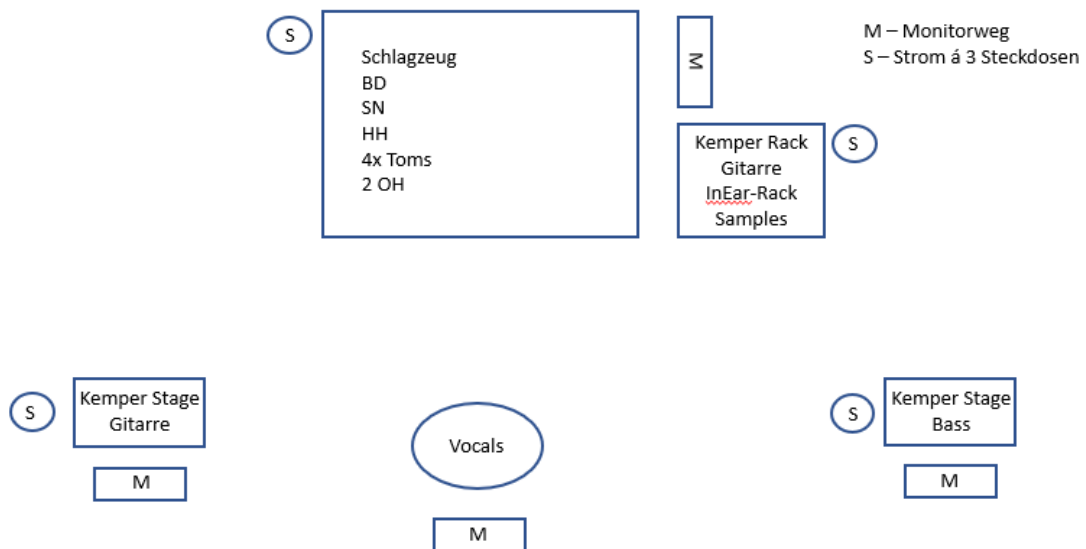 S
Schlagzeug
BD
SN
HH
4x Toms
2 OH
M
M – Monitorweg
S – Strom á 3 Steckdosen
Kemper Rack
Gitarre
InEar-Rack
Samples
S
S
Kemper Stage
Gitarre
M
Vocals
M
S
Kemper Stage
Bass
M